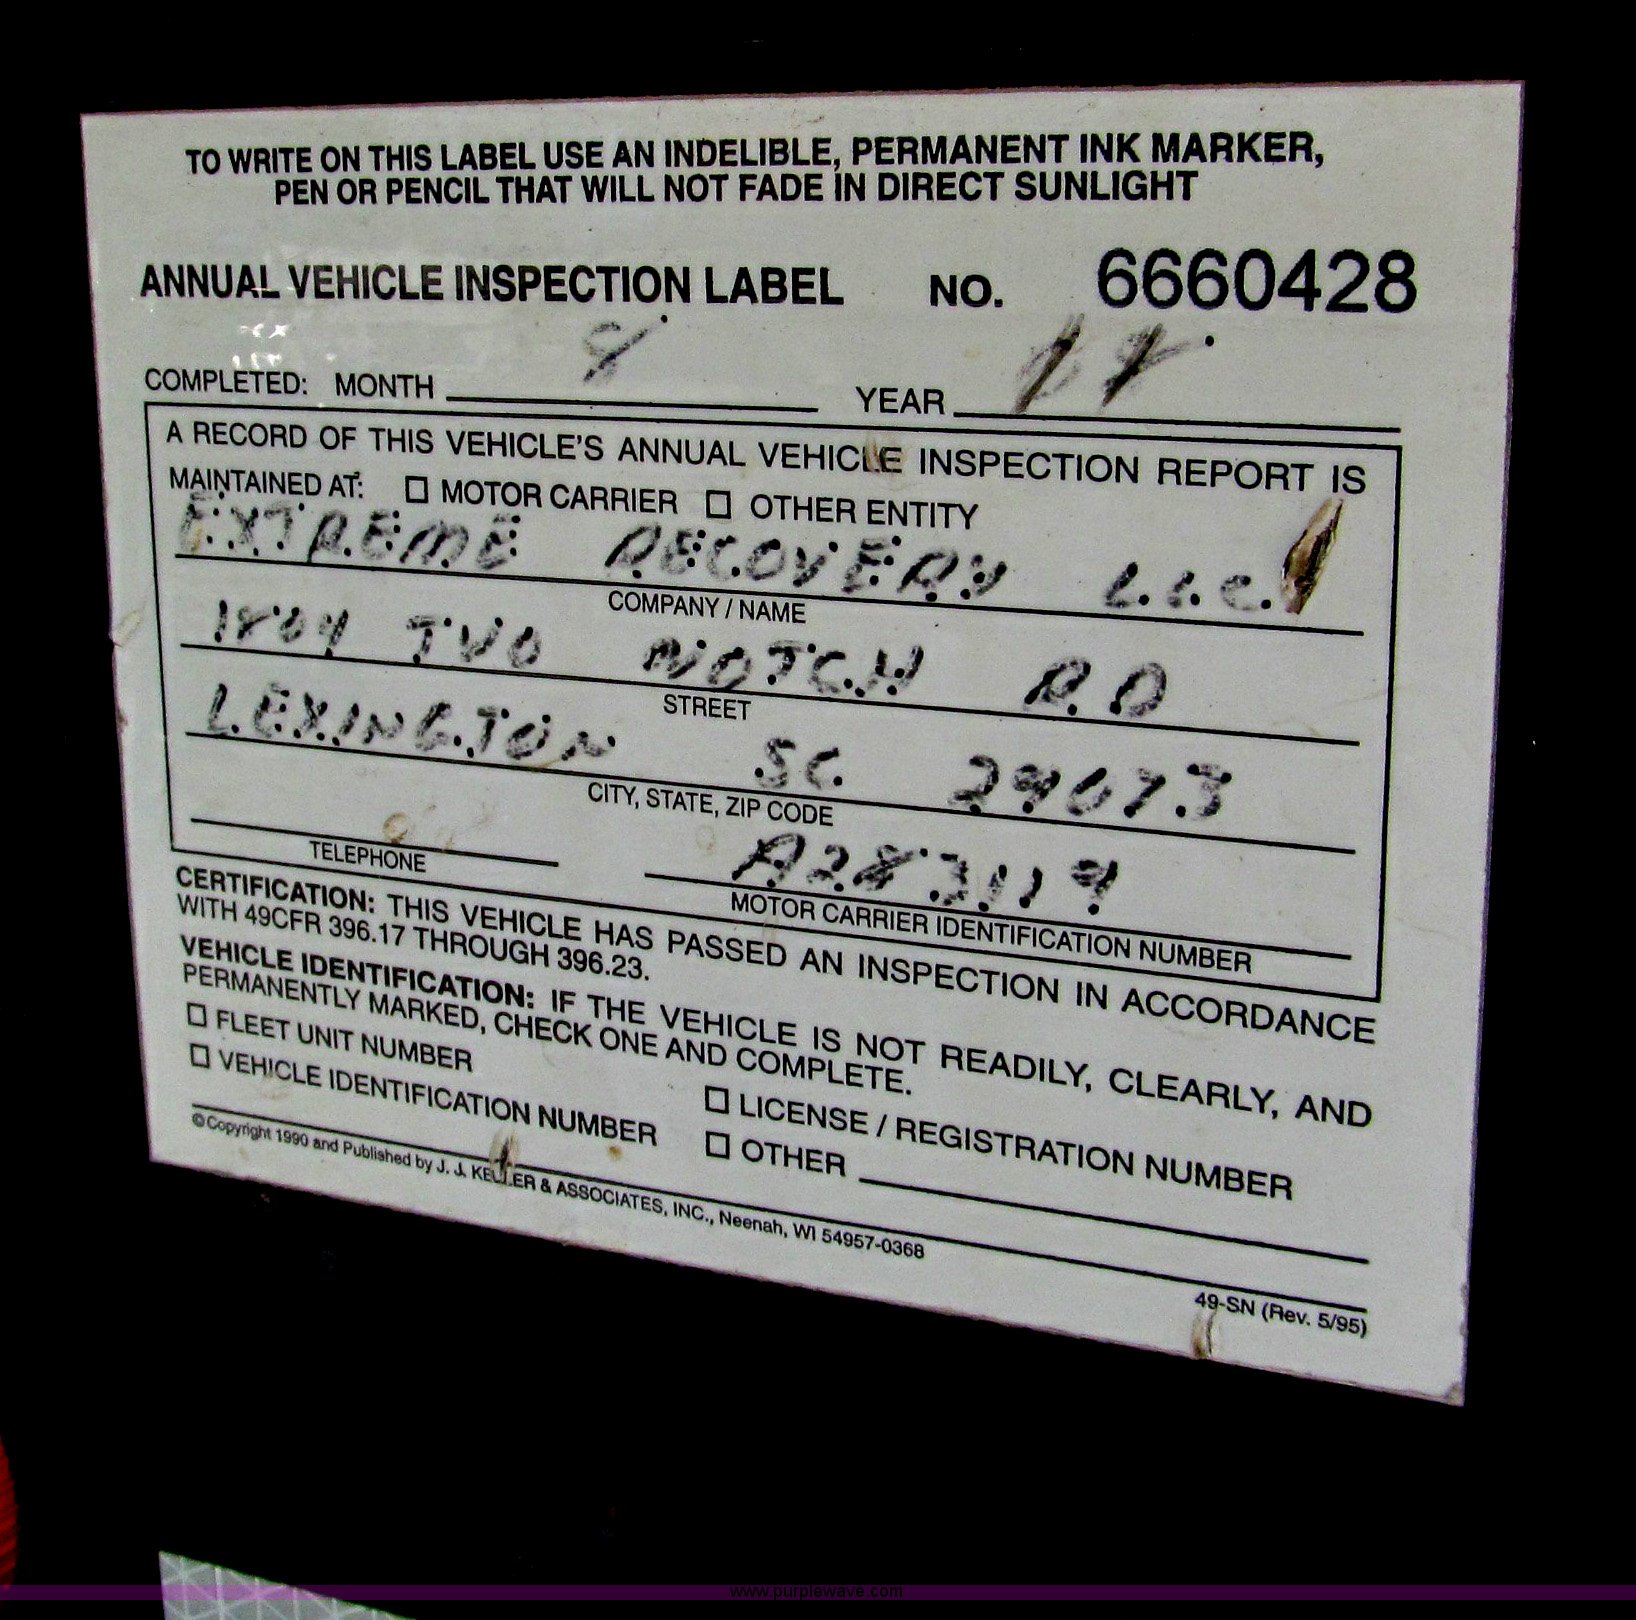 TO WRITE ON THIS LABEL USE AN INDELIBLE, PERMANENT INK MARKER,
PEN OR PENCIL THAT WILL NOT FADE IN DIRECT SUNLIGHT
ANNUAL VEHICLE INSPECTION LABEL NO. 6660428
COMPLETED: MONTH 8 YEAR
A RECORD OF THIS VEHICLE'S ANNUAL VEHICLE INSPECTION REPORT IS
MAINTAINED AT: ☐ MOTOR CARRIER ☐ OTHER ENTITY
EXTREME RECOVERY L.L.C.
COMPANY / NAME
TWO NOTCH RD
STREET
LEXINGTON SC 29073
CITY, STATE, ZIP CODE
A283119
TELEPHONE MOTOR CARRIER IDENTIFICATION NUMBER
CERTIFICATION: THIS VEHICLE HAS PASSED AN INSPECTION IN ACCORDANCE
WITH 49CFR 396.17 THROUGH 396.23.
VEHICLE IDENTIFICATION: IF THE VEHICLE IS NOT READILY, CLEARLY, AND
PERMANENTLY MARKED, CHECK ONE AND COMPLETE.
☐ FLEET UNIT NUMBER ☐ LICENSE / REGISTRATION NUMBER
☐ VEHICLE IDENTIFICATION NUMBER ☐ OTHER
©Copyright 1990 and Published by J. J. KELLER & ASSOCIATES, INC., Neenah, WI 54957-0368
49-SN (Rev. 5/95)
www.purplewave.com